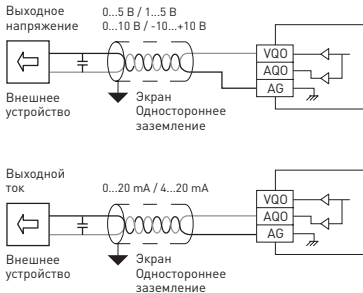 Выходное
напряжение
0...5 В / 1...5 В
0...10 В / -10...+10 В
VQO
AQO
AG
Внешнее
устройство
Экран
Одностороннее
заземление
Выходной
ток
0...20 mA / 4...20 mA
VQO
AQO
AG
Внешнее
устройство
Экран
Одностороннее
заземление